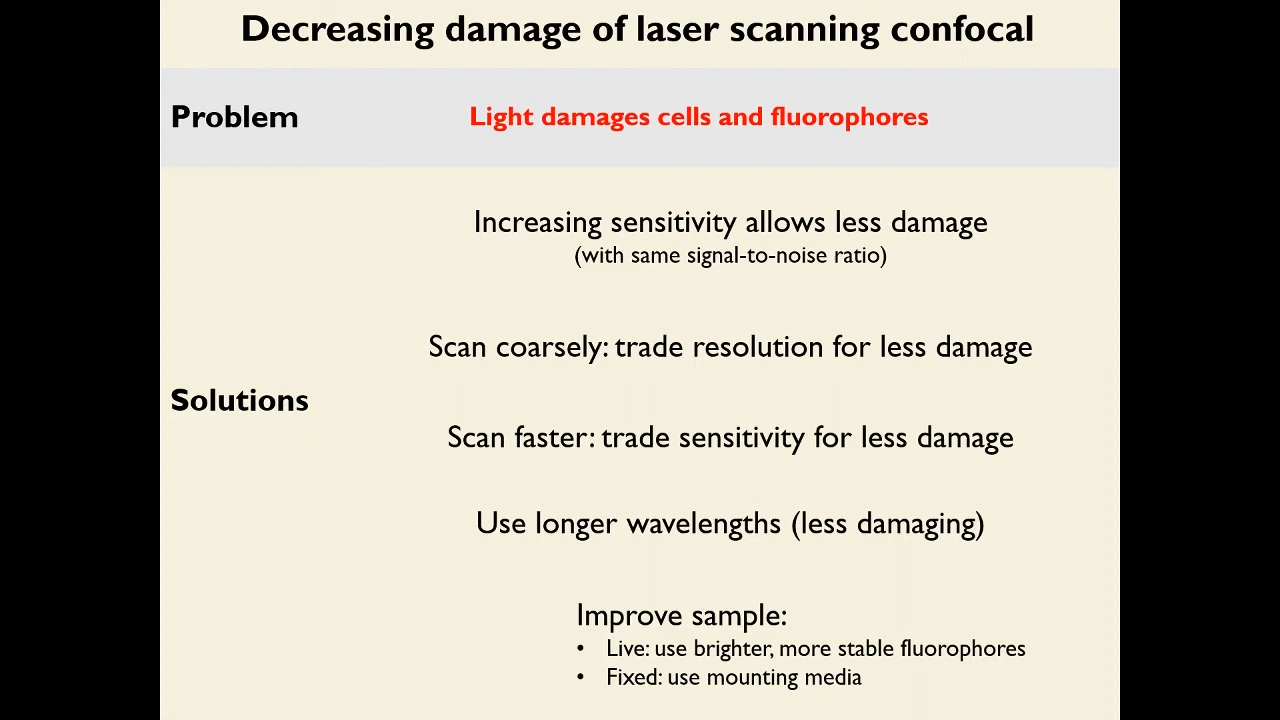 Decreasing damage of laser scanning confocal
Problem
Light damages cells and fluorophores
Increasing sensitivity allows less damage
(with same signal-to-noise ratio)
Scan coarsely: trade resolution for less damage
Solutions
Scan faster: trade sensitivity for less damage
Use longer wavelengths (less damaging)
Improve sample:
• Live: use brighter, more stable fluorophores
• Fixed: use mounting media